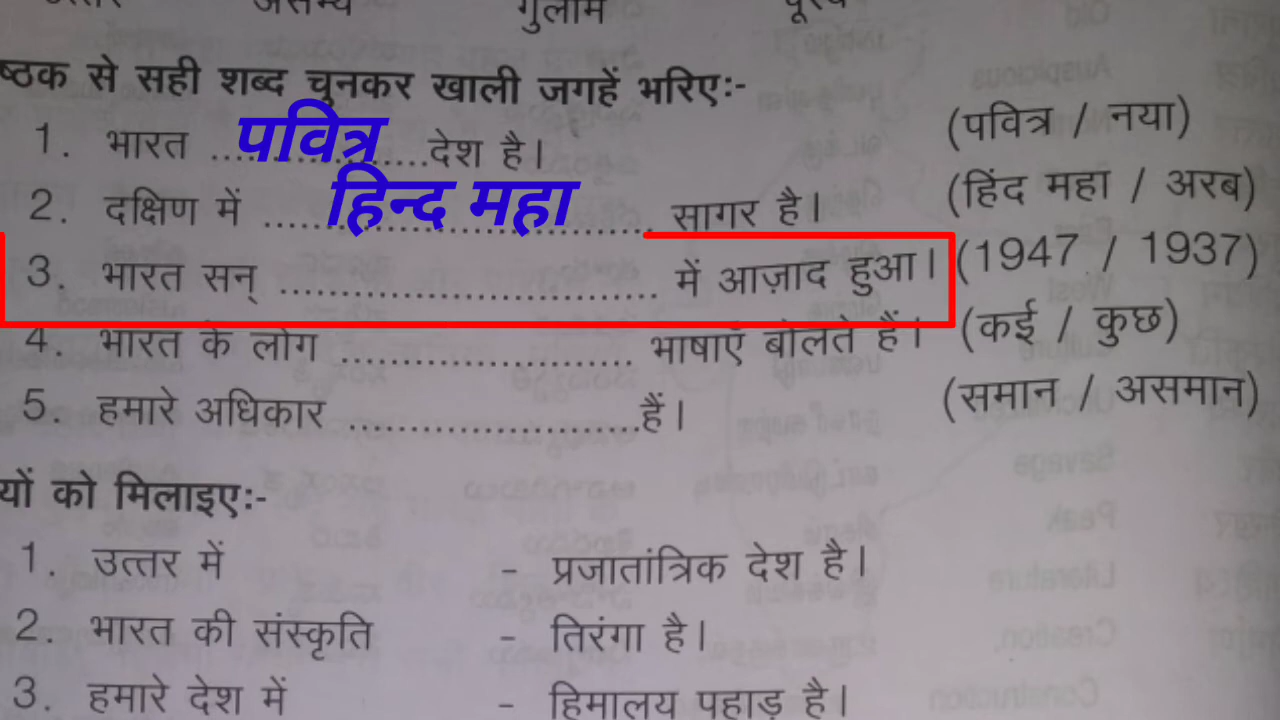 गुलाम
ष्ठक से सही शब्द चुनकर खाली जगहें भरिए:-
1. भारत ....पवित्र....देश है। (पवित्र / नया)
2. दक्षिण में ....हिन्द महा.... सागर है। (हिंद महा / अरब)
3. भारत सन् .............................. में आज़ाद हुआ। (1947 / 1937)
4. भारत के लोग ....................... भाषाएँ बोलते हैं। (कई / कुछ)
5. हमारे अधिकार .......................हैं। (समान / असमान)
यों को मिलाइए:-
1. उत्तर में - प्रजातांत्रिक देश है।
2. भारत की संस्कृति - तिरंगा है।
3. हमारे देश में - हिमालय पहाड़ है।